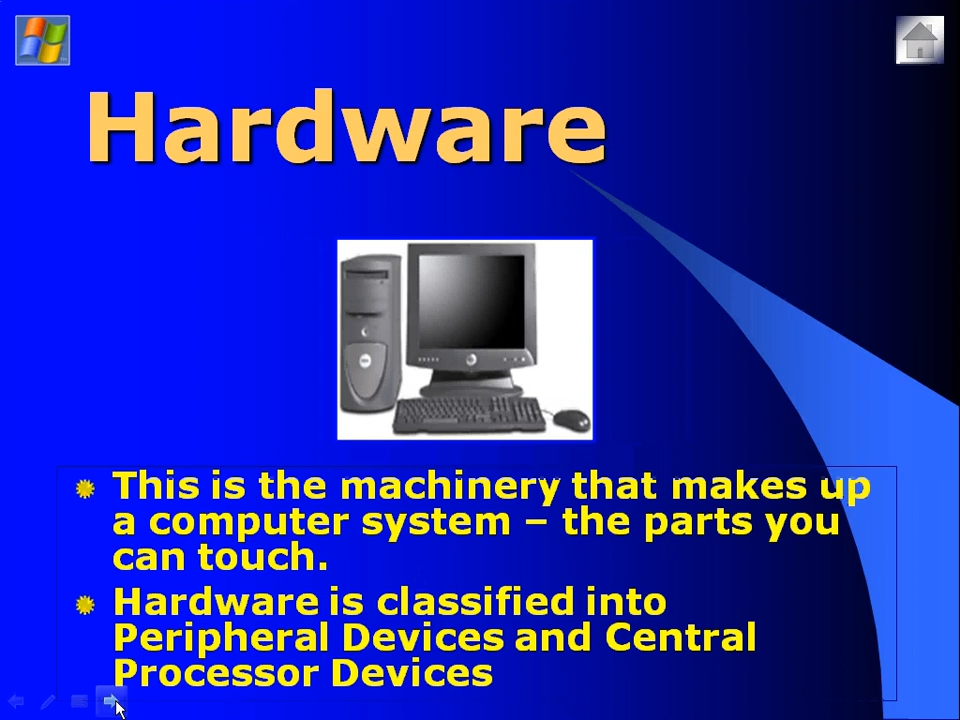 Hardware
This is the machinery that makes up
a computer system – the parts you
can touch.
Hardware is classified into
Peripheral Devices and Central
Processor Devices